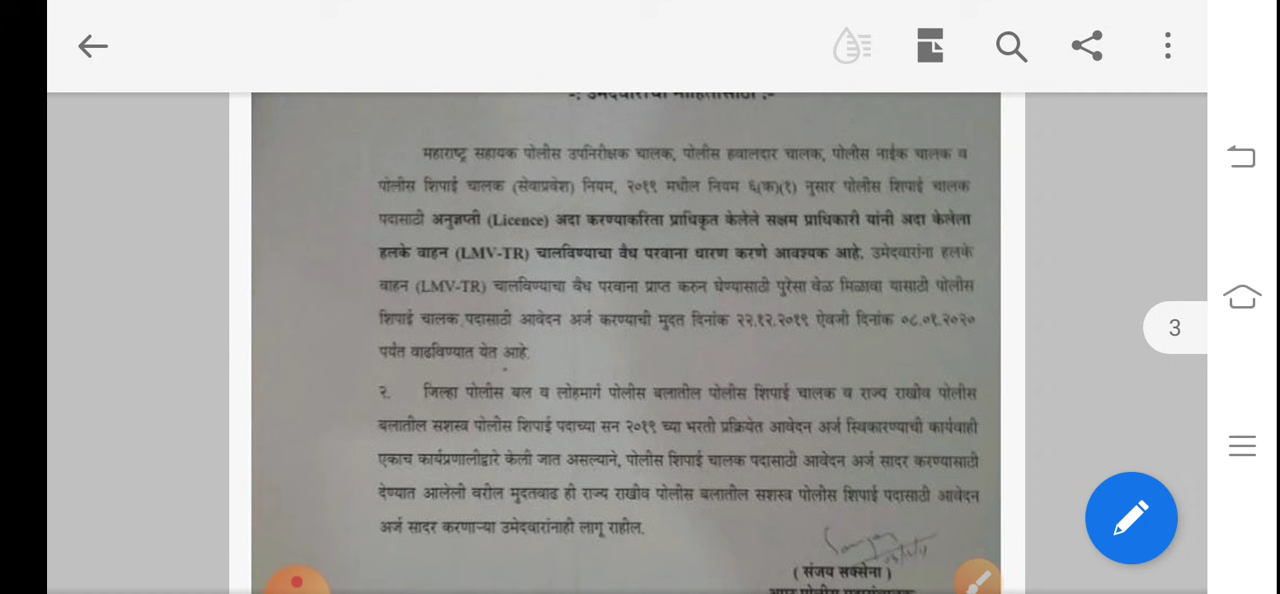 -: उमेदवारांच्या माहितीसाठी :-
महाराष्ट्र सहायक पोलीस उपनिरीक्षक चालक, पोलीस हवालदार चालक, पोलीस नाईक चालक व
पोलीस शिपाई चालक (सेवाप्रवेश) नियम, २०१९ मधील नियम ६(क)(१) नुसार पोलीस शिपाई चालक
पदासाठी अनुज्ञप्ती (Licence) अदा करण्याकरिता प्राधिकृत केलेले सक्षम प्राधिकारी यांनी अदा केलेला
हलके वाहन (LMV-TR) चालविण्याचा वैध परवाना धारण करणे आवश्यक आहे. उमेदवारांना हलके
वाहन (LMV-TR) चालविण्याचा वैध परवाना प्राप्त करुन घेण्यासाठी पुरेसा वेळ मिळावा यासाठी पोलीस
शिपाई चालक पदासाठी आवेदन अर्ज करण्याची मुदत दिनांक २२.१२.२०१९ ऐवजी दिनांक ०८.०१.२०२०
3
पर्यंत वाढविण्यात येत आहे.
२. जिल्हा पोलीस बल व लोहमार्ग पोलीस बलातील पोलीस शिपाई चालक व राज्य राखीव पोलीस
बलातील सशस्त्र पोलीस शिपाई पदाच्या सन २०१९ च्या भरती प्रक्रियेत आवेदन अर्ज स्विकारण्याची कार्यवाही
एकाच कार्यप्रणालीद्वारे केली जात असल्याने, पोलीस शिपाई चालक पदासाठी आवेदन अर्ज सादर करण्यासाठी
देण्यात आलेली वरील मुदतवाढ ही राज्य राखीव पोलीस बलातील सशस्त्र पोलीस शिपाई पदासाठी आवेदन
अर्ज सादर करणाऱ्या उमेदवारांनाही लागू राहील.
( संजय सक्सेना )
अपर पोलीस महासंचालक